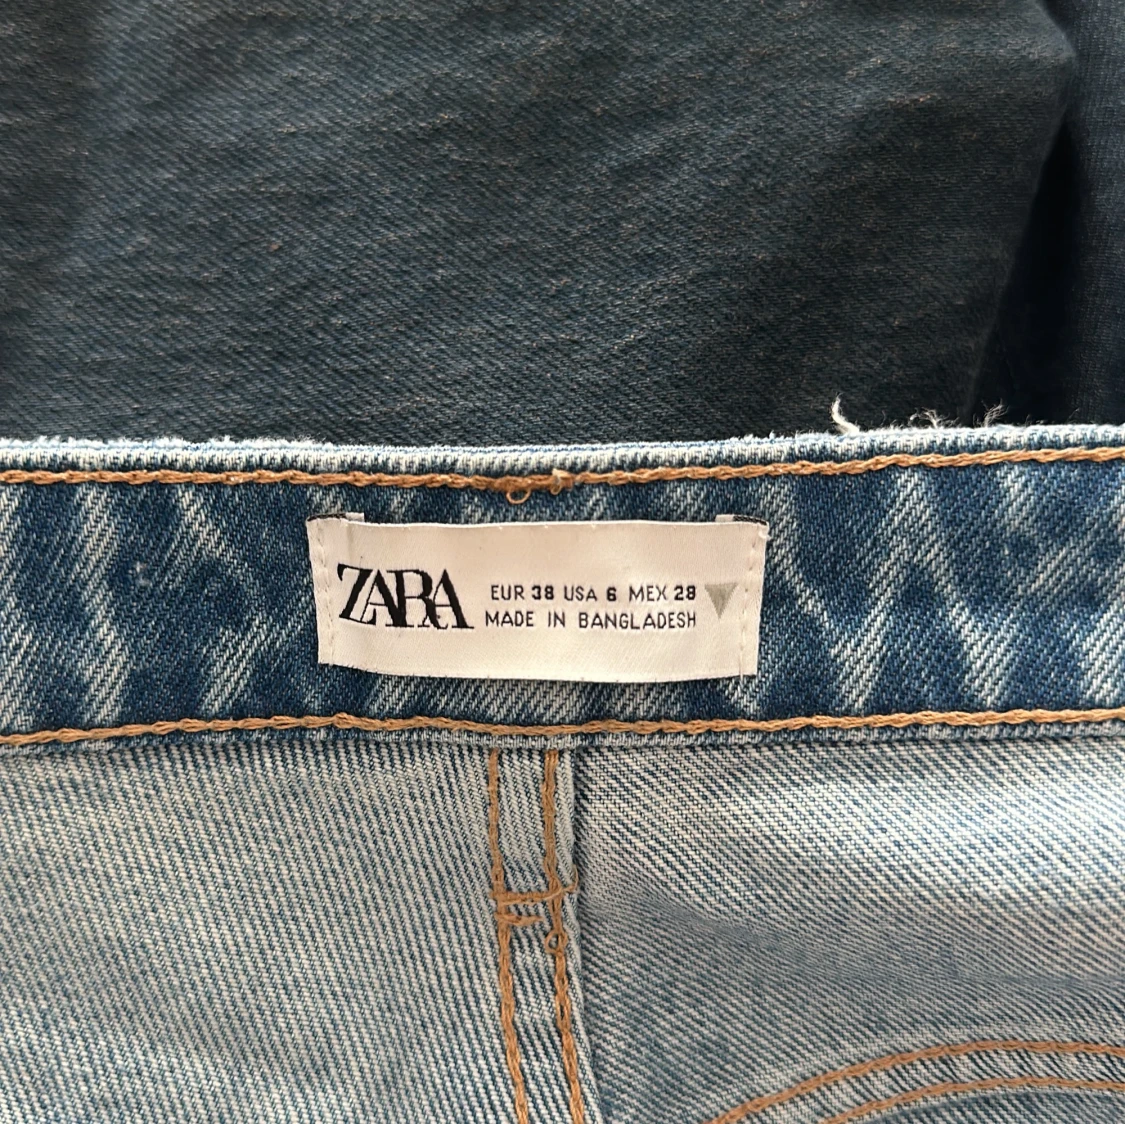 ZARA
EUR 38 USA 6 MEX 28
MADE IN BANGLADESH